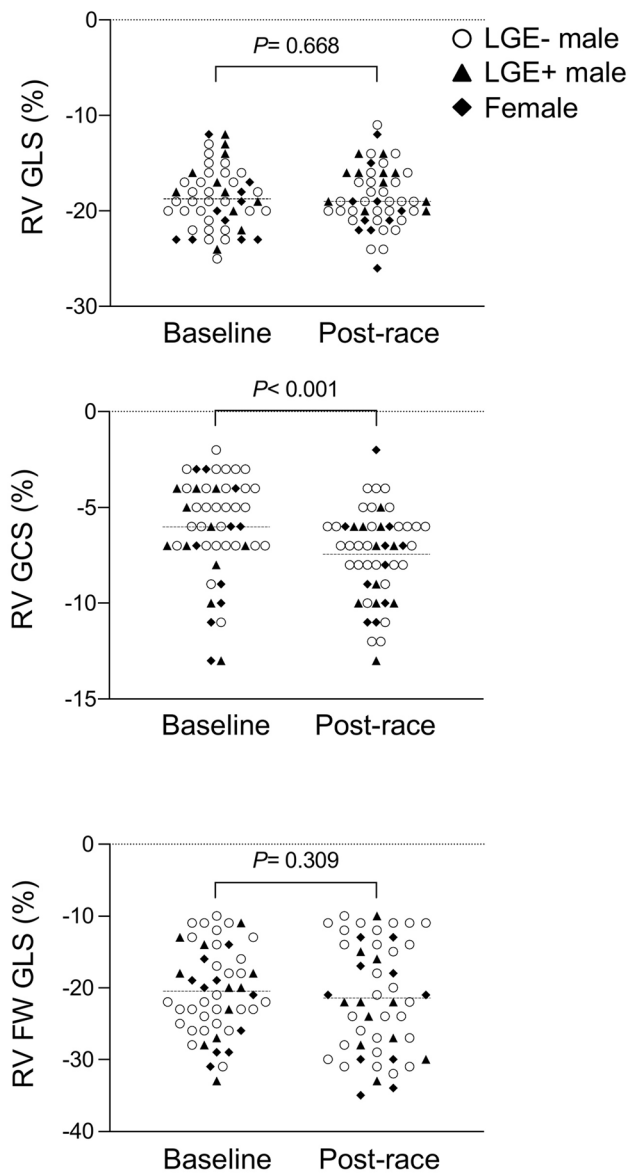 0
P= 0.668
LGE- male
LGE+ male
Female
-10
RV GLS (%)
-20
-30
Baseline Post-race
0
P< 0.001
-5
RV GCS (%)
-10
-15
Baseline Post-race
0
P= 0.309
-10
RV FW GLS (%)
-20
-30
-40
Baseline Post-race